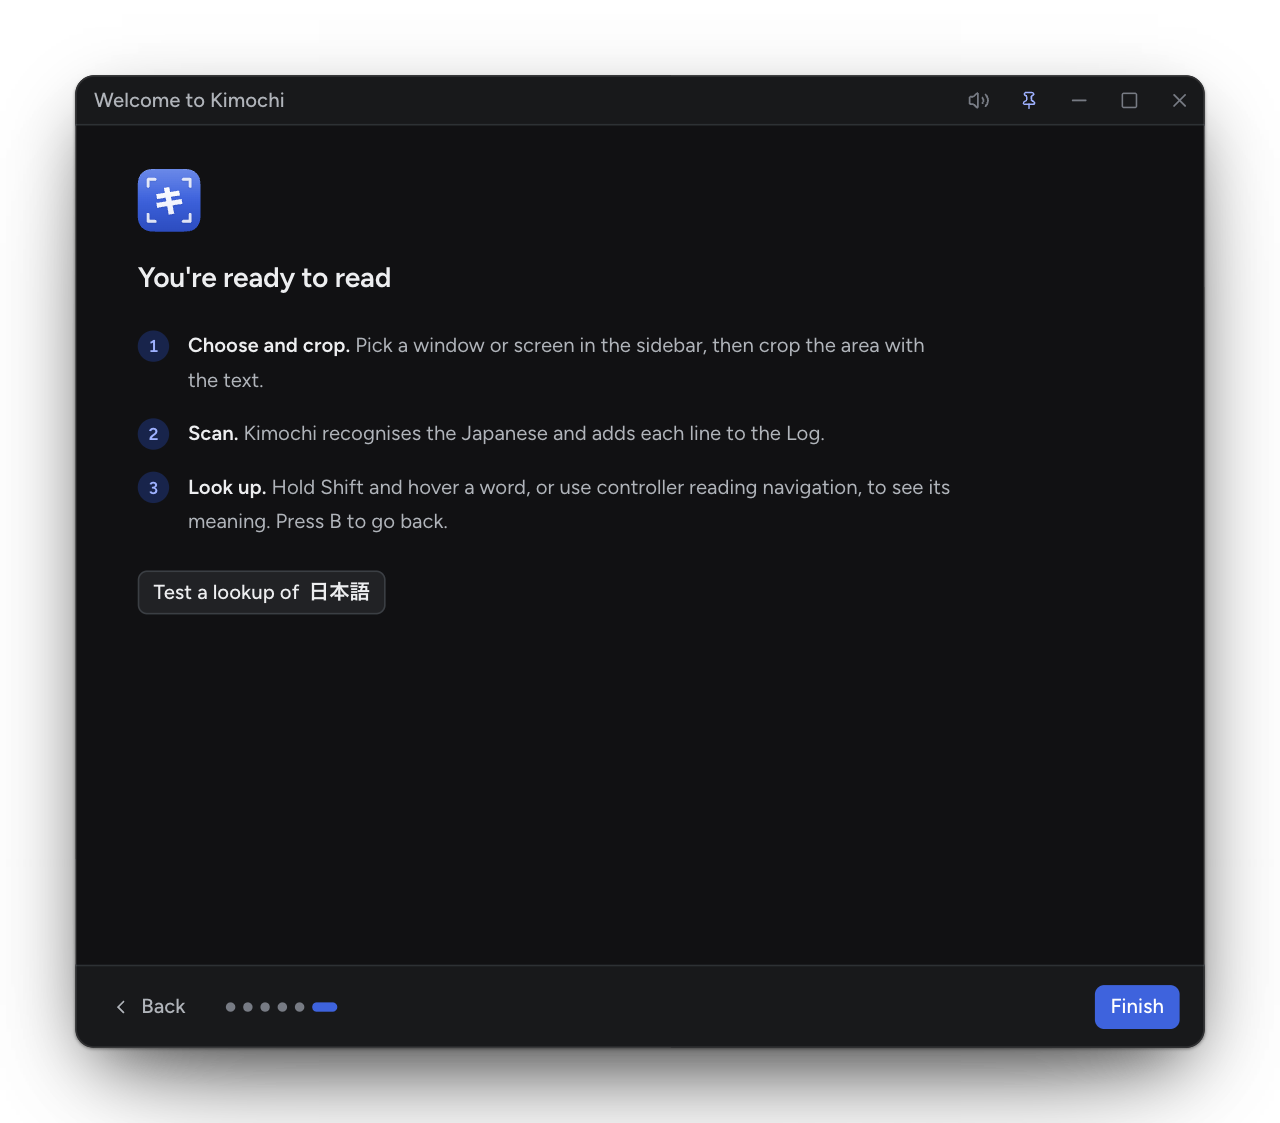 Welcome to Kimochi
キ
You're ready to read
1 Choose and crop. Pick a window or screen in the sidebar, then crop the area with
the text.
2 Scan. Kimochi recognises the Japanese and adds each line to the Log.
3 Look up. Hold Shift and hover a word, or use controller reading navigation, to see its
meaning. Press B to go back.
Test a lookup of 日本語
Back
Finish